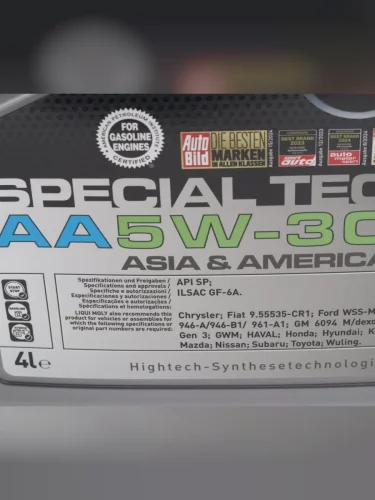 AMERICAN PETROLEUM INSTITUTE
FOR
GASOLINE
ENGINES
CERTIFIED
Auto
Bild
DIE BESTEN
MARKEN
IN ALLEN KLASSEN
SPECIAL TEC
AA 5W-30
ASIA & AMERICA
Spezifikationen und Freigaben /
Specifications and approvals /
Specifiche e autorizzazioni /
Especificaciones y autorizaciones /
Especificações e autorizações /
Spécifications et homologations:
LIQUI MOLY also recommends this
product for vehicles or assemblies for
which the following specifications or
original part numbers are required:
API SP;
ILSAC GF-6A.
Chrysler; Fiat 9.55535-CR1; Ford WSS-M
946-A/946-B1/ 961-A1; GM 6094 M/dexo
Gen 3; GWM; HAVAL; Honda; Hyundai; K
Mazda; Nissan; Subaru; Toyota; Wuling.
4l e
Hightech-Synthesetechnologi